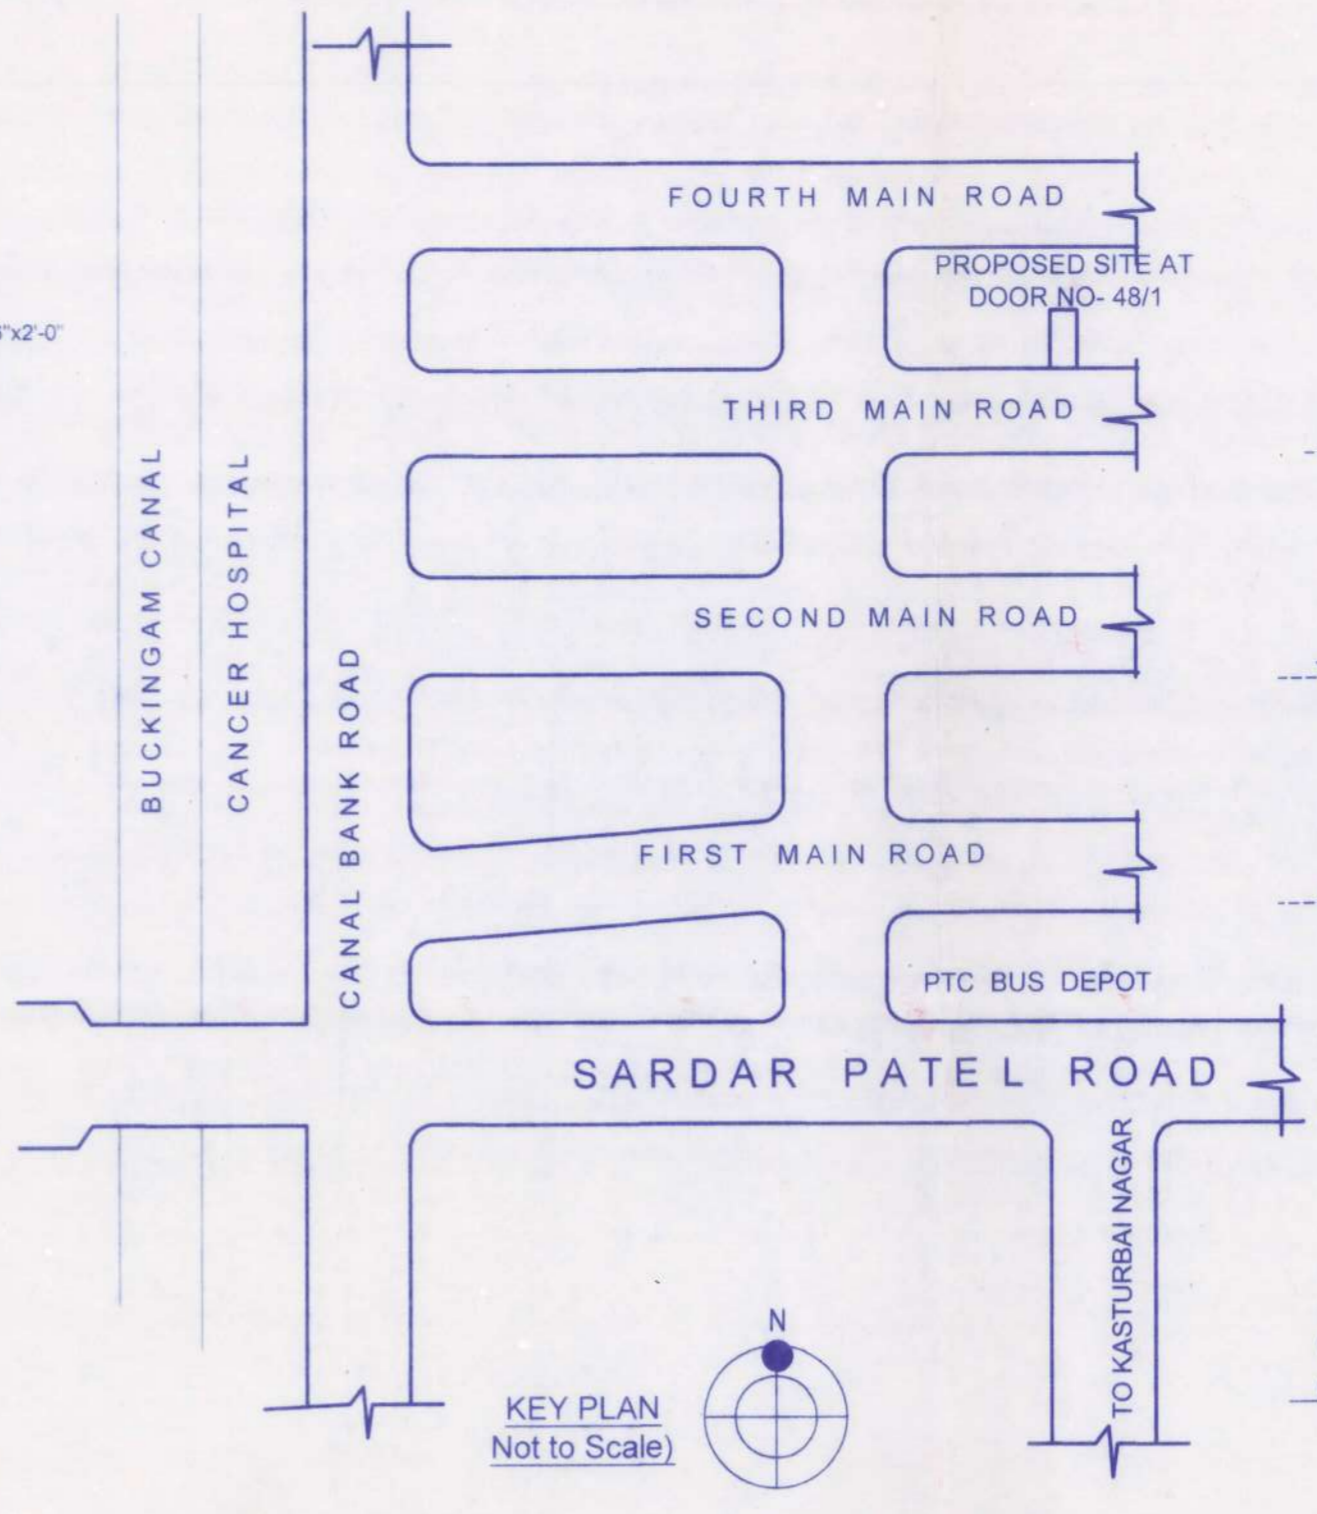 FOURTH MAIN ROAD
PROPOSED SITE AT
DOOR NO- 48/1
"x2'-0"
THIRD MAIN ROAD
BUCKINGAM CANAL
CANCER HOSPITAL
CANAL BANK ROAD
SECOND MAIN ROAD
FIRST MAIN ROAD
PTC BUS DEPOT
SARDAR PATEL ROAD
TO KASTURBAI NAGAR
N
KEY PLAN
Not to Scale)